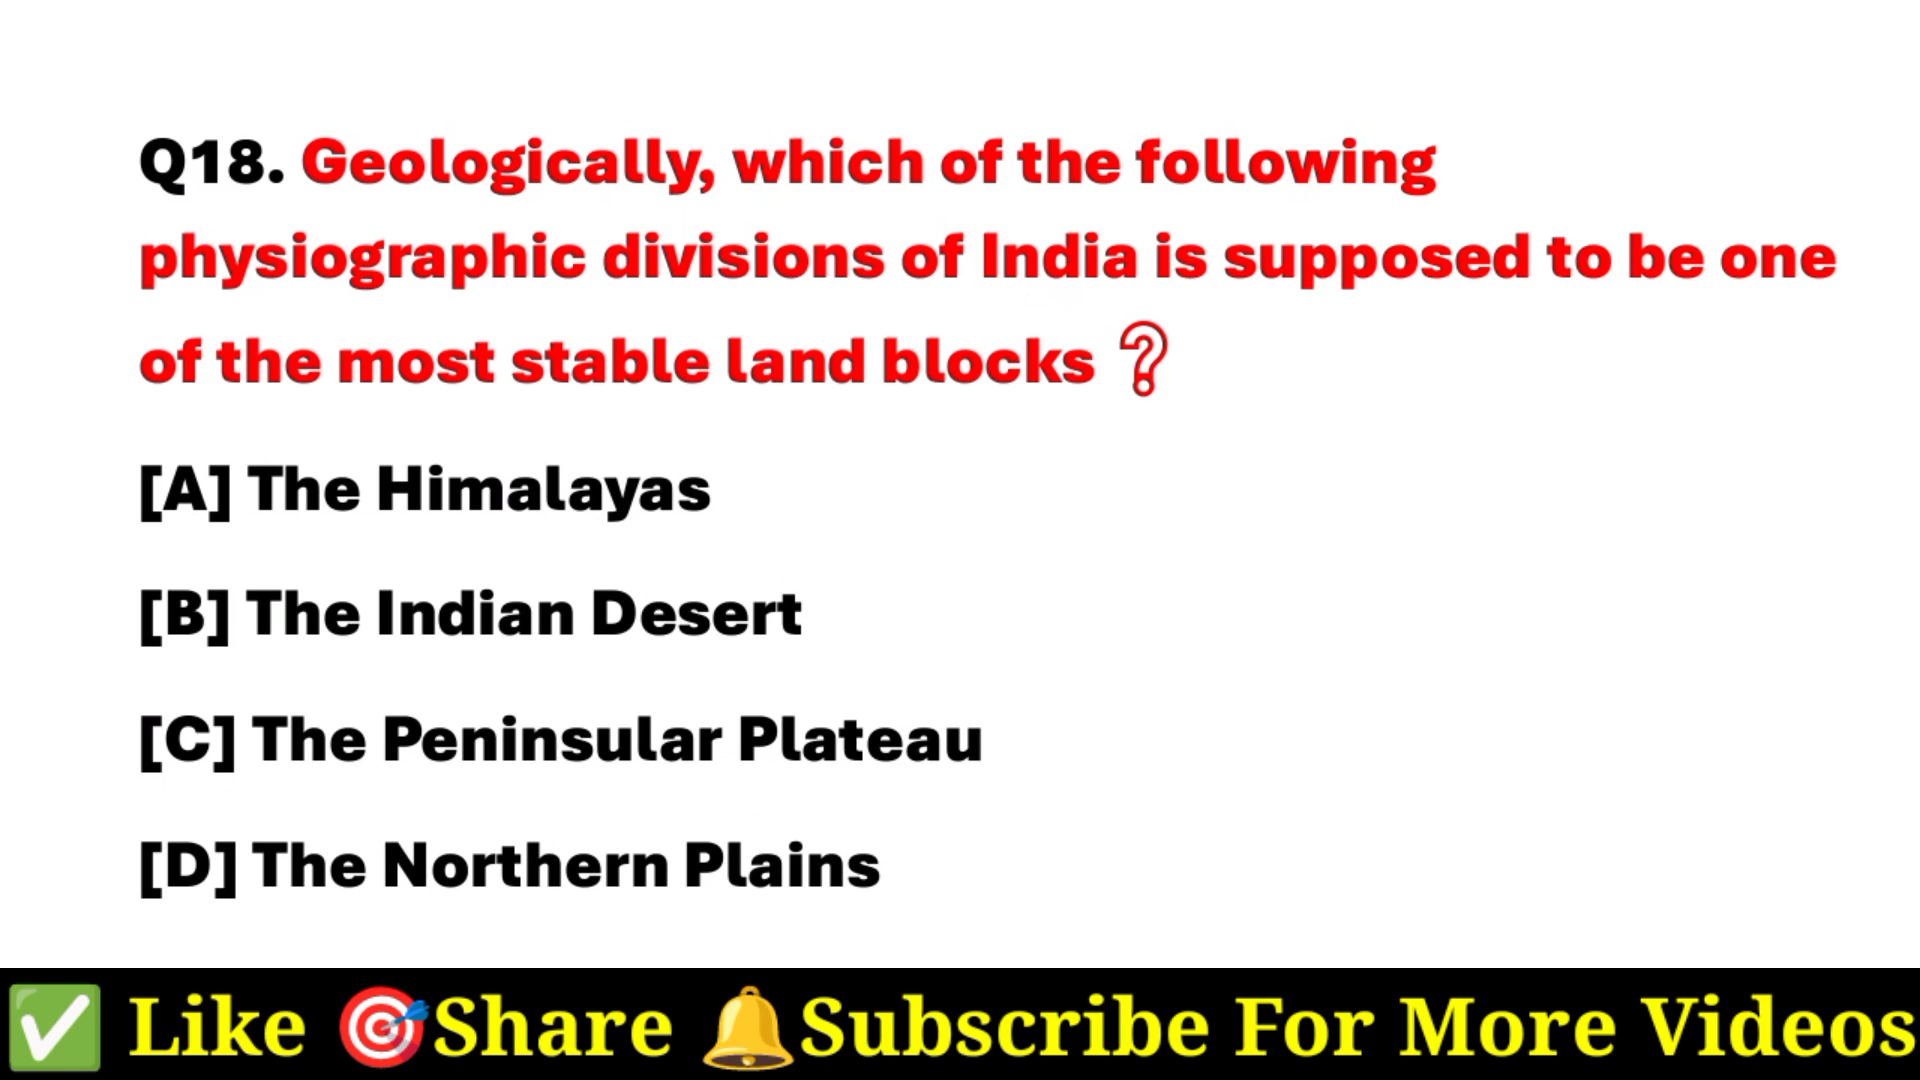 Q18. Geologically, which of the following
physiographic divisions of India is supposed to be one
of the most stable land blocks ?
[A] The Himalayas
[B] The Indian Desert
[C] The Peninsular Plateau
[D] The Northern Plains
✅ Like 🎯Share 🔔Subscribe For More Videos